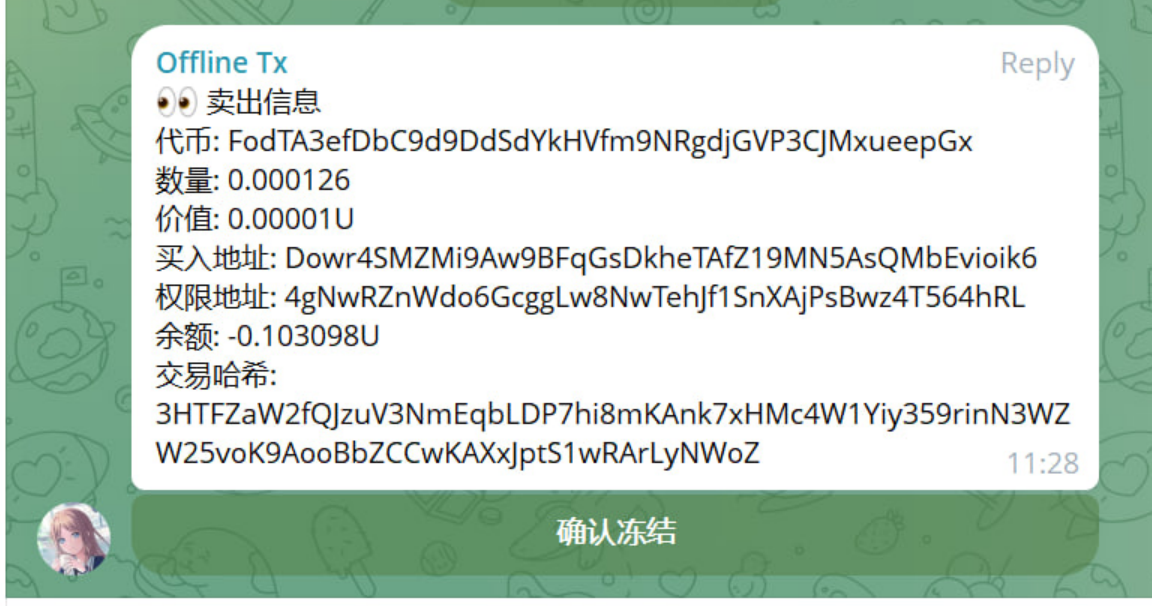 Offline Tx Reply
👀 卖出信息
代币: FodTA3efDbC9d9DdSdYkHVfm9NRgdjGVP3CJMxueepGx
数量: 0.000126
价值: 0.00001U
买入地址: Dowr4SMZMi9Aw9BFqGsDkheTAfZ19MN5AsQMbEvioik6
权限地址: 4gNwRZnWdo6GcggLw8NwTehJf1SnXAjPsBwz4T564hRL
余额: -0.103098U
交易哈希:
3HTFZaW2fQJzuV3NmEqbLDP7hi8mKAnk7xHMc4W1Yiy359rinN3WZ
W25voK9AooBbZCCwKAXxJptS1wRArLyNWoZ
11:28
确认冻结